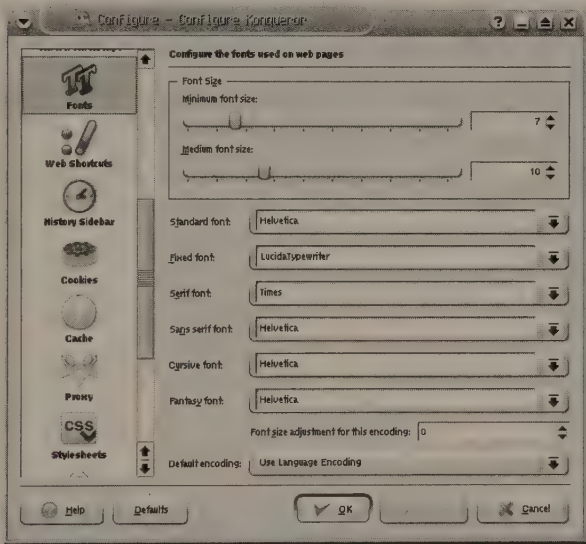 Configure - Configure Konqueror
Fonts
Web Shortcuts
History Sidebar
Cookies
Cache
Proxy
CSS
Stylesheets
Configure the fonts used on web pages
Font Size
Minimum font size:
7
Medium font size:
10
Standard font: Helvetica
Fixed font: LucidaTypewriter
Serif font: Times
Sans serif font: Helvetica
Cursive font: Helvetica
Fantasy font: Helvetica
Font size adjustment for this encoding: 0
Default encoding: Use Language Encoding
Help Defaults OK Cancel